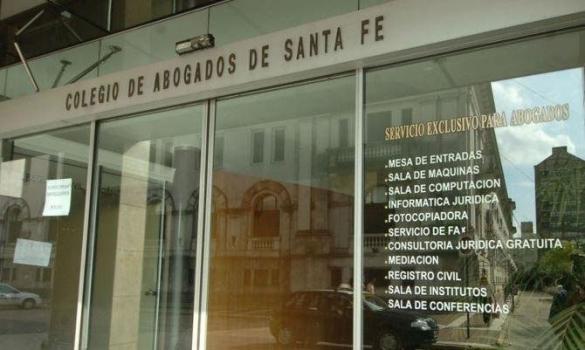 COLEGIO DE ABOGADOS DE SANTA FE
SERVICIO EXCLUSIVO PARA ABOGADOS
.MESA DE ENTRADAS
.SALA DE MAQUINAS
.SALA DE COMPUTACION
.INFORMATICA JURIDICA
.FOTOCOPIADORA
.SERVICIO DE FAX
.CONSULTORIA JURIDICA GRATUITA
.MEDIACION
.REGISTRO CIVIL
.SALA DE INSTITUTOS
.SALA DE CONFERENCIAS